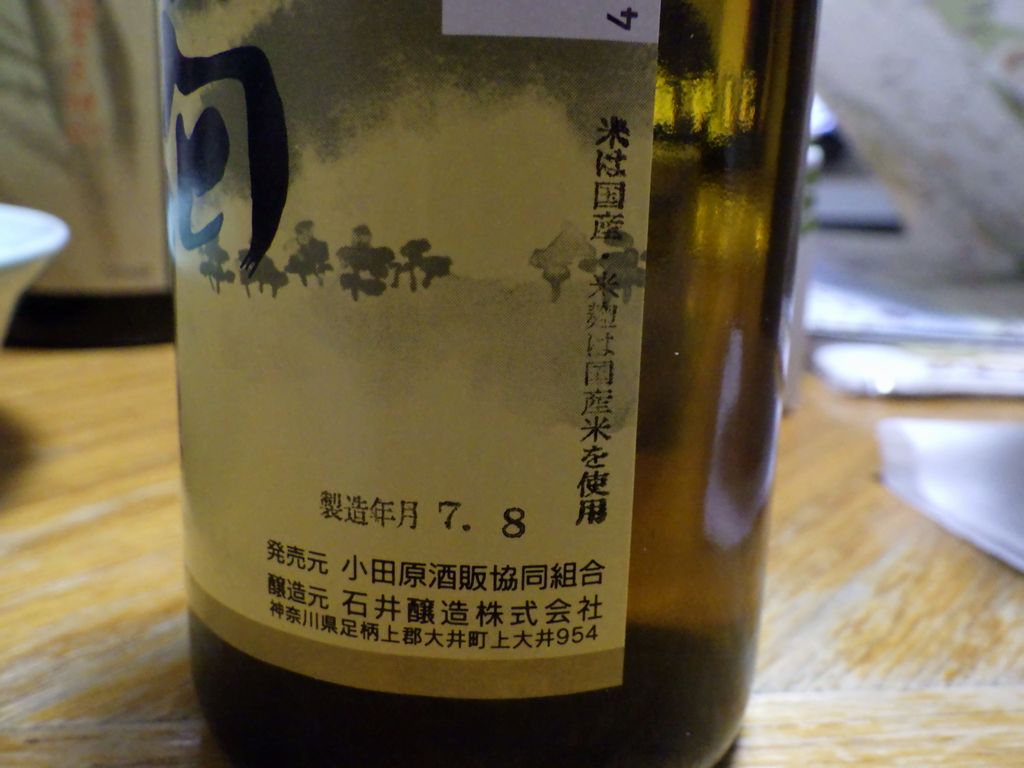 米は国産・米麹は国産米を使用
製造年月 7. 8
発売元 小田原酒販協同組合
醸造元 石井醸造株式会社
神奈川県足柄上郡大井町上大井954